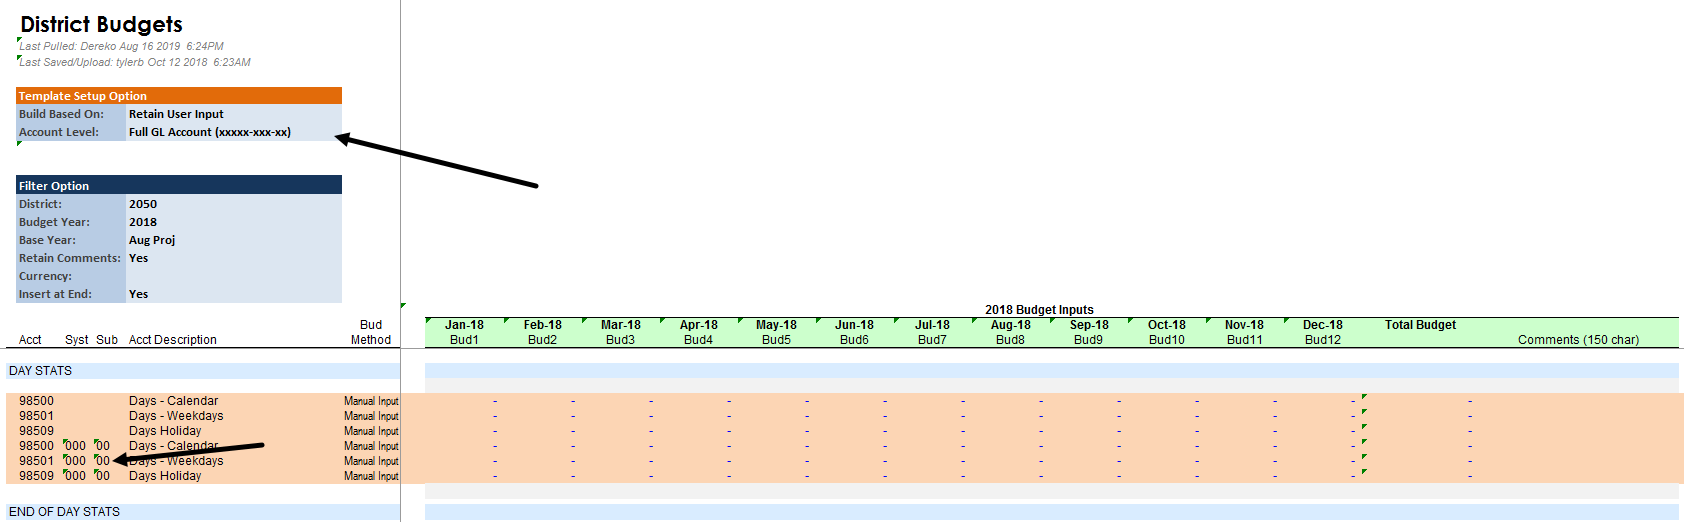 District Budgets
Last Pulled: Dereko Aug 16 2019 6:24PM
Last Saved/Upload: tylerb Oct 12 2018 6:23AM
Template Setup Option
Build Based On: Retain User Input
Account Level: Full GL Account (xxxxx-xxx-xx)
Filter Option
District: 2050
Budget Year: 2018
Base Year: Aug Proj
Retain Comments: Yes
Currency:
Insert at End: Yes
2018 Budget Inputs
Bud Jan-18 Feb-18 Mar-18 Apr-18 May-18 Jun-18 Jul-18 Aug-18 Sep-18 Oct-18 Nov-18 Dec-18 Total Budget
Acct Syst Sub Acct Description Method Bud1 Bud2 Bud3 Bud4 Bud5 Bud6 Bud7 Bud8 Bud9 Bud10 Bud11 Bud12 Comments (150 char)
DAY STATS
98500 Days - Calendar Manual Input - - - - - - - - - - - - -
98501 Days - Weekdays Manual Input - - - - - - - - - - - - -
98509 Days Holiday Manual Input - - - - - - - - - - - - -
98500 000 00 Days - Calendar Manual Input - - - - - - - - - - - - -
98501 000 00 Days - Weekdays Manual Input - - - - - - - - - - - - -
98509 000 00 Days Holiday Manual Input - - - - - - - - - - - - -
END OF DAY STATS